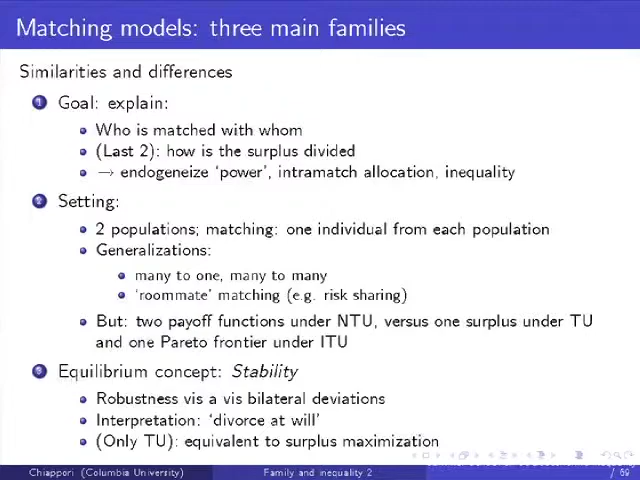 Matching models: three main families
Similarities and differences
1 Goal: explain:
Who is matched with whom
(Last 2): how is the surplus divided
→ endogeneize ‘power’, intramatch allocation, inequality
2 Setting:
2 populations; matching: one individual from each population
Generalizations:
many to one, many to many
‘roommate’ matching (e.g. risk sharing)
But: two payoff functions under NTU, versus one surplus under TU
and one Pareto frontier under ITU
3 Equilibrium concept: Stability
Robustness vis a vis bilateral deviations
Interpretation: ‘divorce at will’
(Only TU): equivalent to surplus maximization
Chiappori (Columbia University) Family and inequality 2 / 69